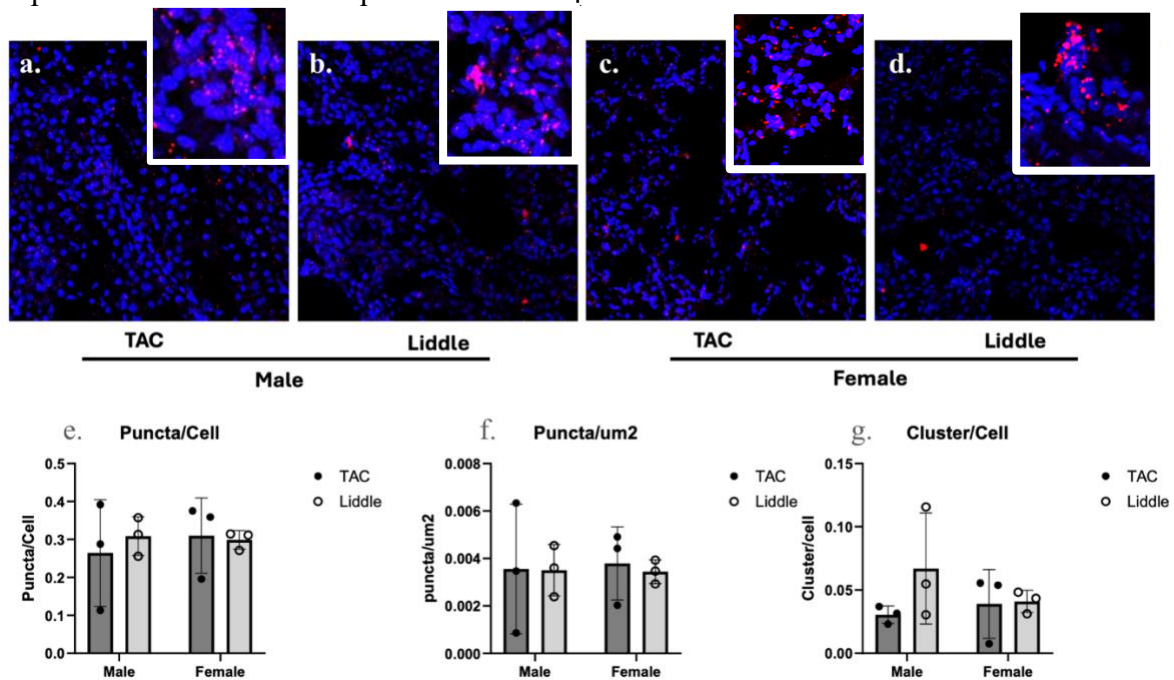 a.
b.
c.
d.
TAC
Liddle
TAC
Liddle
Male
Female
e.
Puncta/Cell
f.
Puncta/um2
g.
Cluster/Cell
Puncta/Cell
0.5
0.4
0.3
0.2
0.1
0.0
Male
Female
TAC
Liddle
puncta/um2
0.008
0.006
0.004
0.002
0.000
Male
Female
TAC
Liddle
Cluster/cell
0.15
0.10
0.05
0.00
Male
Female
TAC
Liddle